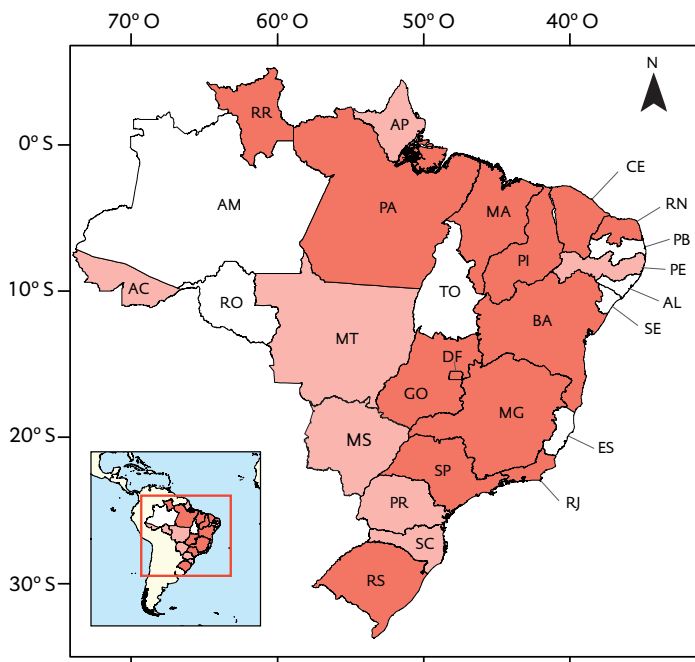 70° O 60° O 50° O 40° O
N
0° S
10° S
20° S
30° S
RR
AP
AM
PA
MA
CE
RN
PB
PE
AL
SE
PI
AC
RO
TO
BA
MT
DF
GO
MG
ES
MS
SP
RJ
PR
SC
RS